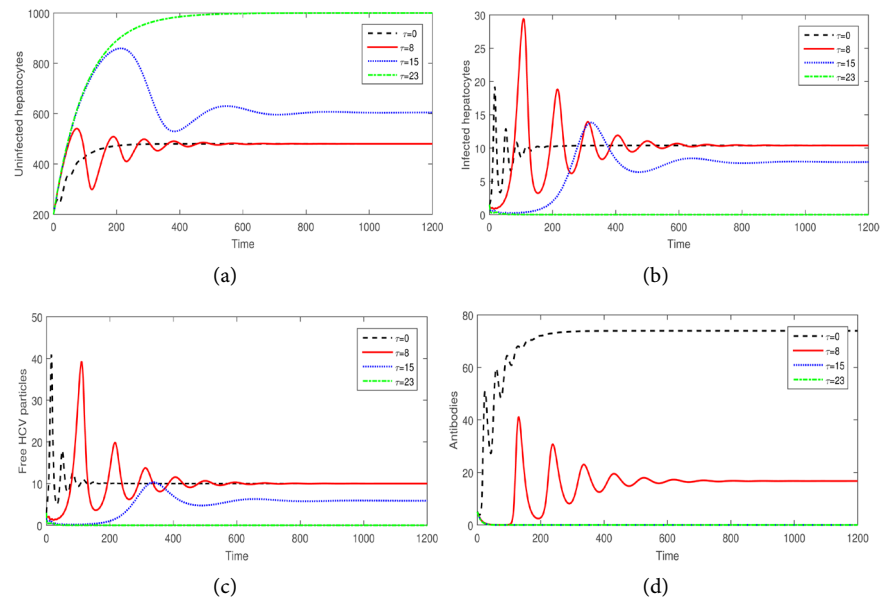 1000
800
600
400
200
Uninfected hepatocytes
0 200 400 600 800 1000 1200
Time
τ=0
τ=8
τ=15
τ=23
(a)
30
25
20
15
10
5
0
Infected hepatocytes
0 200 400 600 800 1000 1200
Time
τ=0
τ=8
τ=15
τ=23
(b)
50
40
30
20
10
0
Free HCV particles
0 200 400 600 800 1000 1200
Time
τ=0
τ=8
τ=15
τ=23
(c)
80
60
40
20
0
Antibodies
0 200 400 600 800 1000 1200
Time
τ=0
τ=8
τ=15
τ=23
(d)